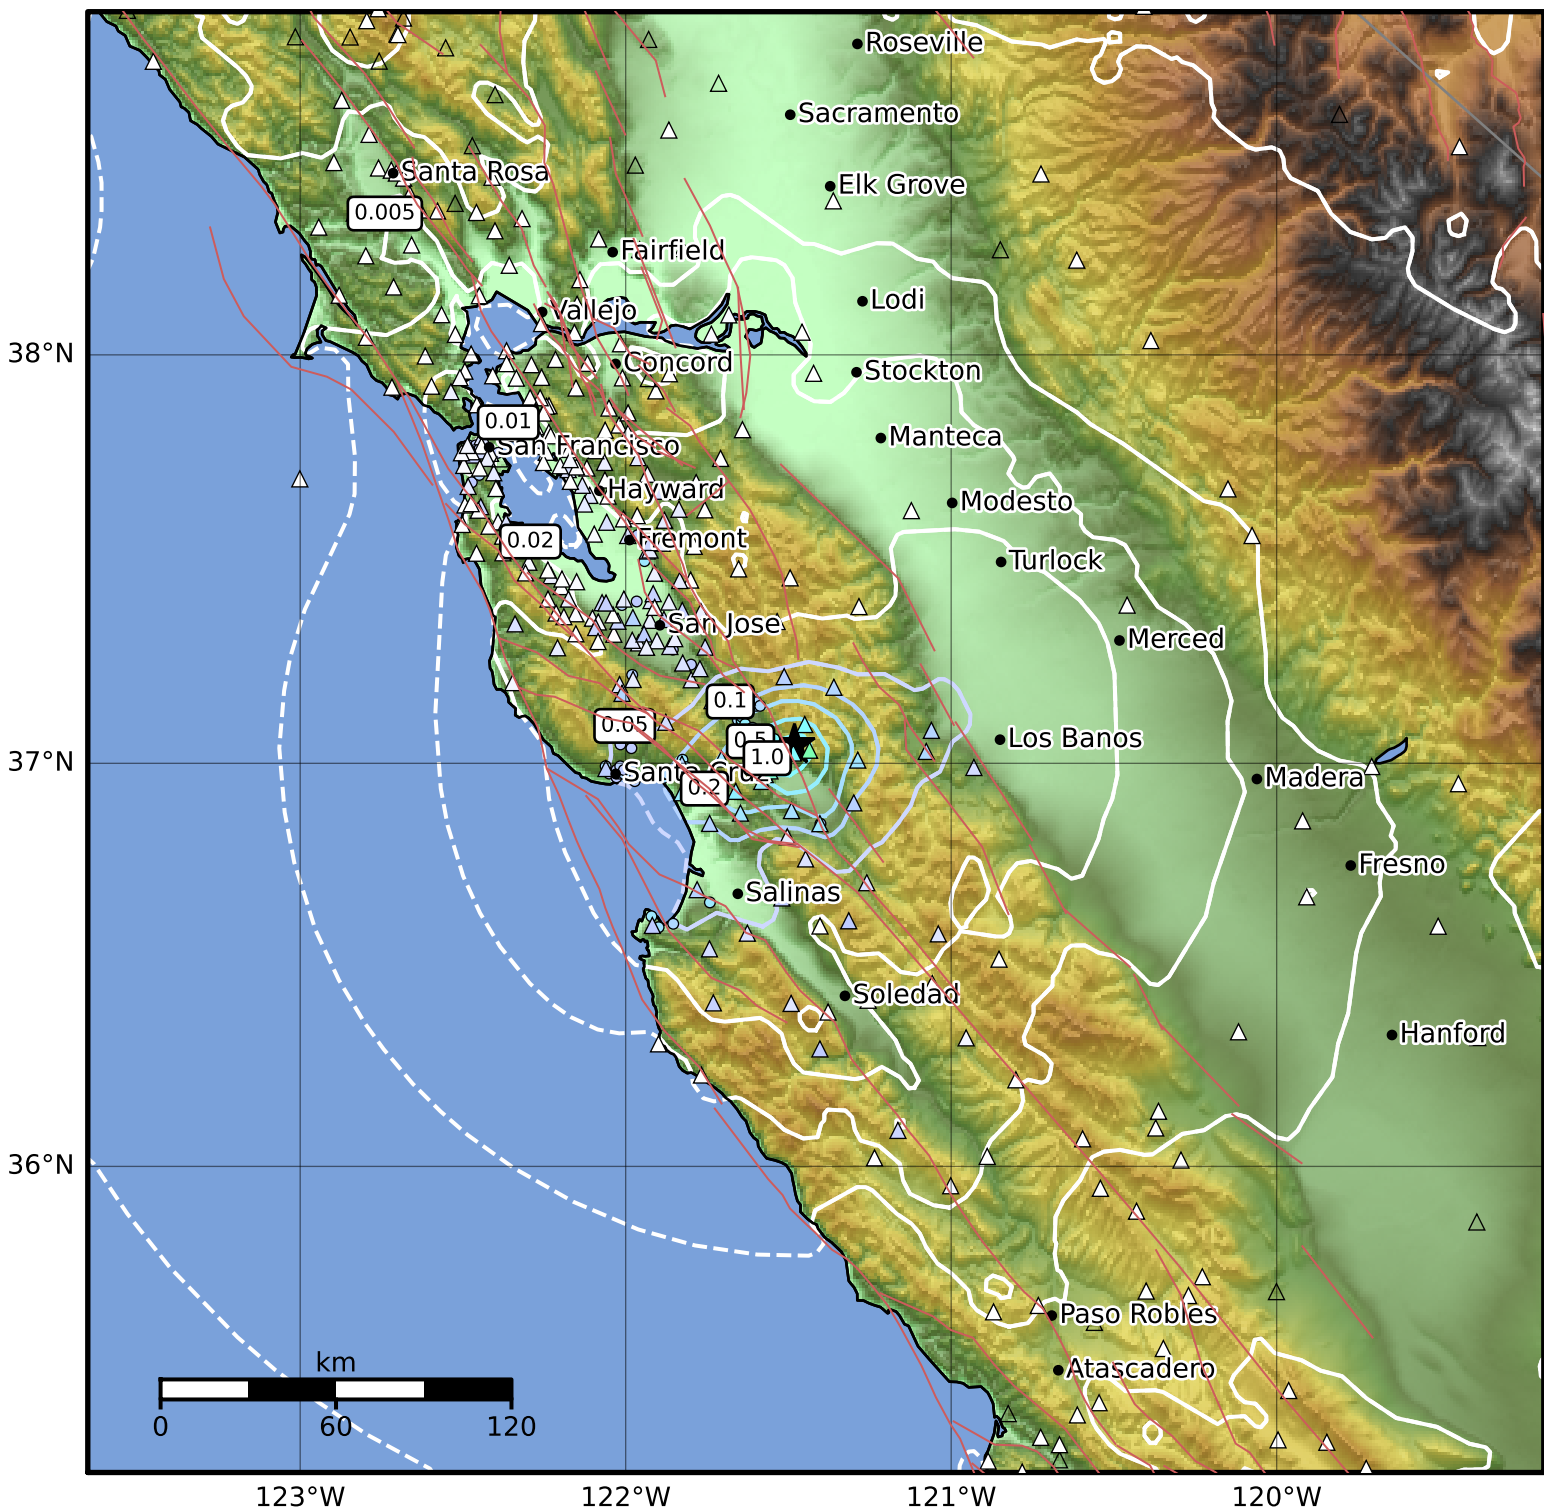 Roseville
Sacramento
Santa Rosa
Elk Grove
0.005
Fairfield
Lodi
Vallejo
38°N
Concord
Stockton
0.01
Manteca
San Francisco
Hayward
Modesto
0.02
Fremont
Turlock
San Jose
Merced
0.1
0.05
0.5
Los Banos
1.0
37°N
Santa Cruz
Madera
0.2
Fresno
Salinas
Soledad
Hanford
36°N
Paso Robles
km
Atascadero
0 60 120
123°W 122°W 121°W 120°W